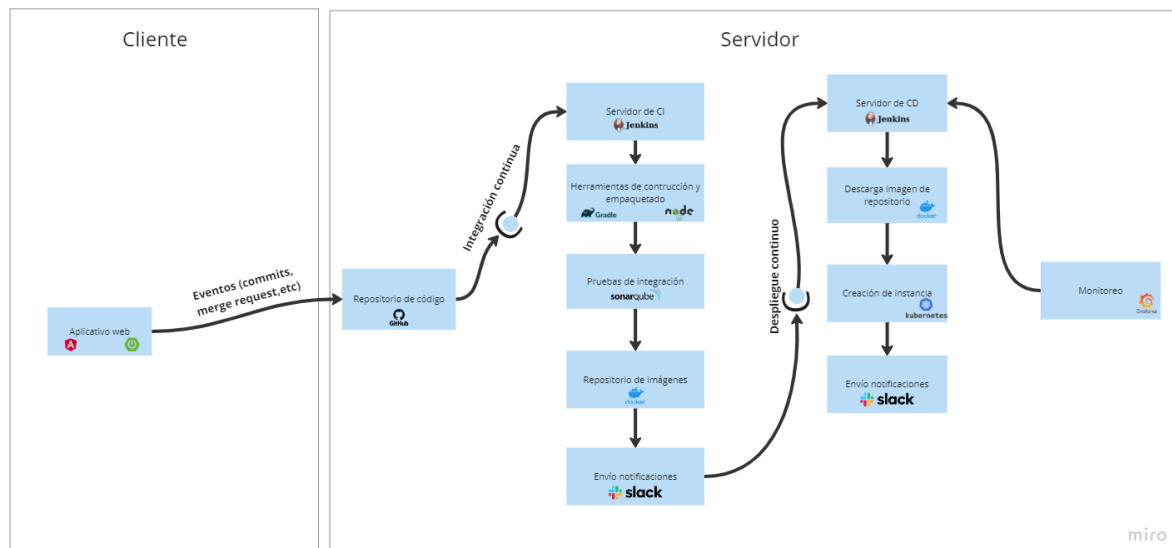 Cliente
Servidor
Aplicativo web
Eventos (commits,
merge request,etc)
Repositorio de código
GitHub
Integración continua
Servidor de CI
Jenkins
Herramientas de contrucción y
empaquetado
Gradle
node
Pruebas de integración
sonarqube
Repositorio de imágenes
docker
Envío notificaciones
slack
Despliegue continuo
Servidor de CD
Jenkins
Descarga imagen de
repositorio
docker
Creación de instancia
kubernetes
Envío notificaciones
slack
Monitoreo
Grafana
miro